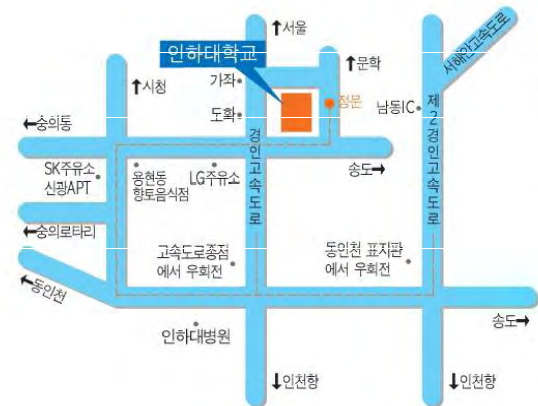 ↑서울
인하대학교
↑문학
↑시청
가좌
정문
서해안고속도로
남동IC
제2경인고속도로
도화
←숭의동
경인고속도로
SK주유소
신광APT
용현동
향토음식점
LG주유소
송도→
←숭의로타리
고속도로종점
에서 우회전
동인천 표지판
에서 우회전
←동인천
인하대병원
송도→
↓인천항
↓인천항